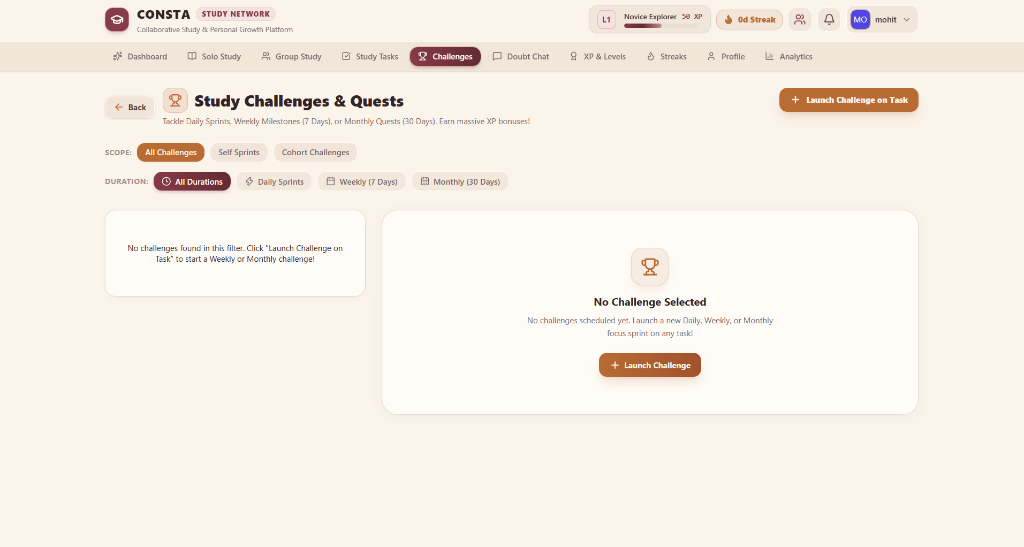 CONSTA STUDY NETWORK
Collaborative Study & Personal Growth Platform
L1 Novice Explorer 50 XP
0d Streak
MO mohit
Dashboard Solo Study Group Study Study Tasks Challenges Doubt Chat XP & Levels Streaks Profile Analytics
Back
Study Challenges & Quests
Tackle Daily Sprints, Weekly Milestones (7 Days), or Monthly Quests (30 Days). Earn massive XP bonuses!
Launch Challenge on Task
SCOPE: All Challenges Self Sprints Cohort Challenges
DURATION: All Durations Daily Sprints Weekly (7 Days) Monthly (30 Days)
No challenges found in this filter. Click "Launch Challenge on
Task" to start a Weekly or Monthly challenge!
No Challenge Selected
No challenges scheduled yet. Launch a new Daily, Weekly, or Monthly
focus sprint on any task!
Launch Challenge